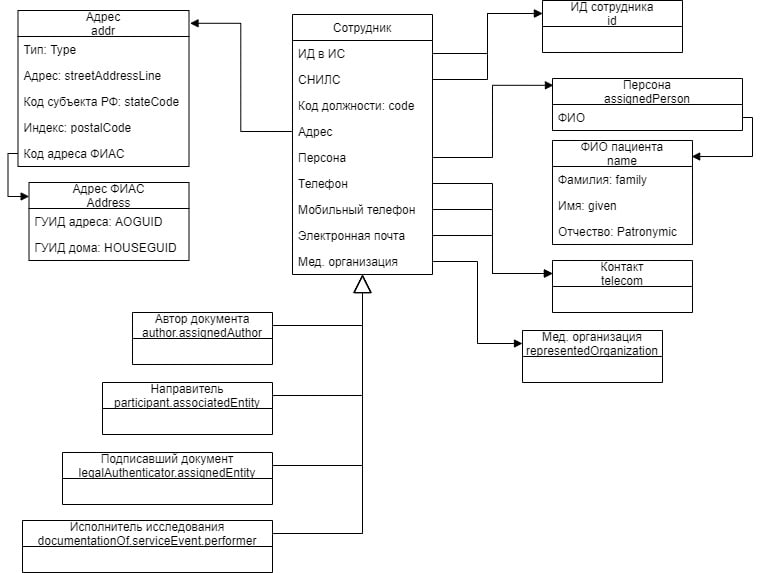 Адрес
addr
Тип: Type
Адрес: streetAddressLine
Код субъекта РФ: stateCode
Индекс: postalCode
Код адреса ФИАС
Адрес ФИАС
Address
ГУИД адреса: AOGUID
ГУИД дома: HOUSEGUID
Сотрудник
ИД в ИС
СНИЛС
Код должности: code
Адрес
Персона
Телефон
Мобильный телефон
Электронная почта
Мед. организация
ИД сотрудника
id
Персона
assignedPerson
ФИО
ФИО пациента
name
Фамилия: family
Имя: given
Отчество: Patronymic
Контакт
telecom
Мед. организация
representedOrganization
Автор документа
author.assignedAuthor
Направитель
participant.associatedEntity
Подписавший документ
legalAuthenticator.assignedEntity
Исполнитель исследования
documentationOf.serviceEvent.performer